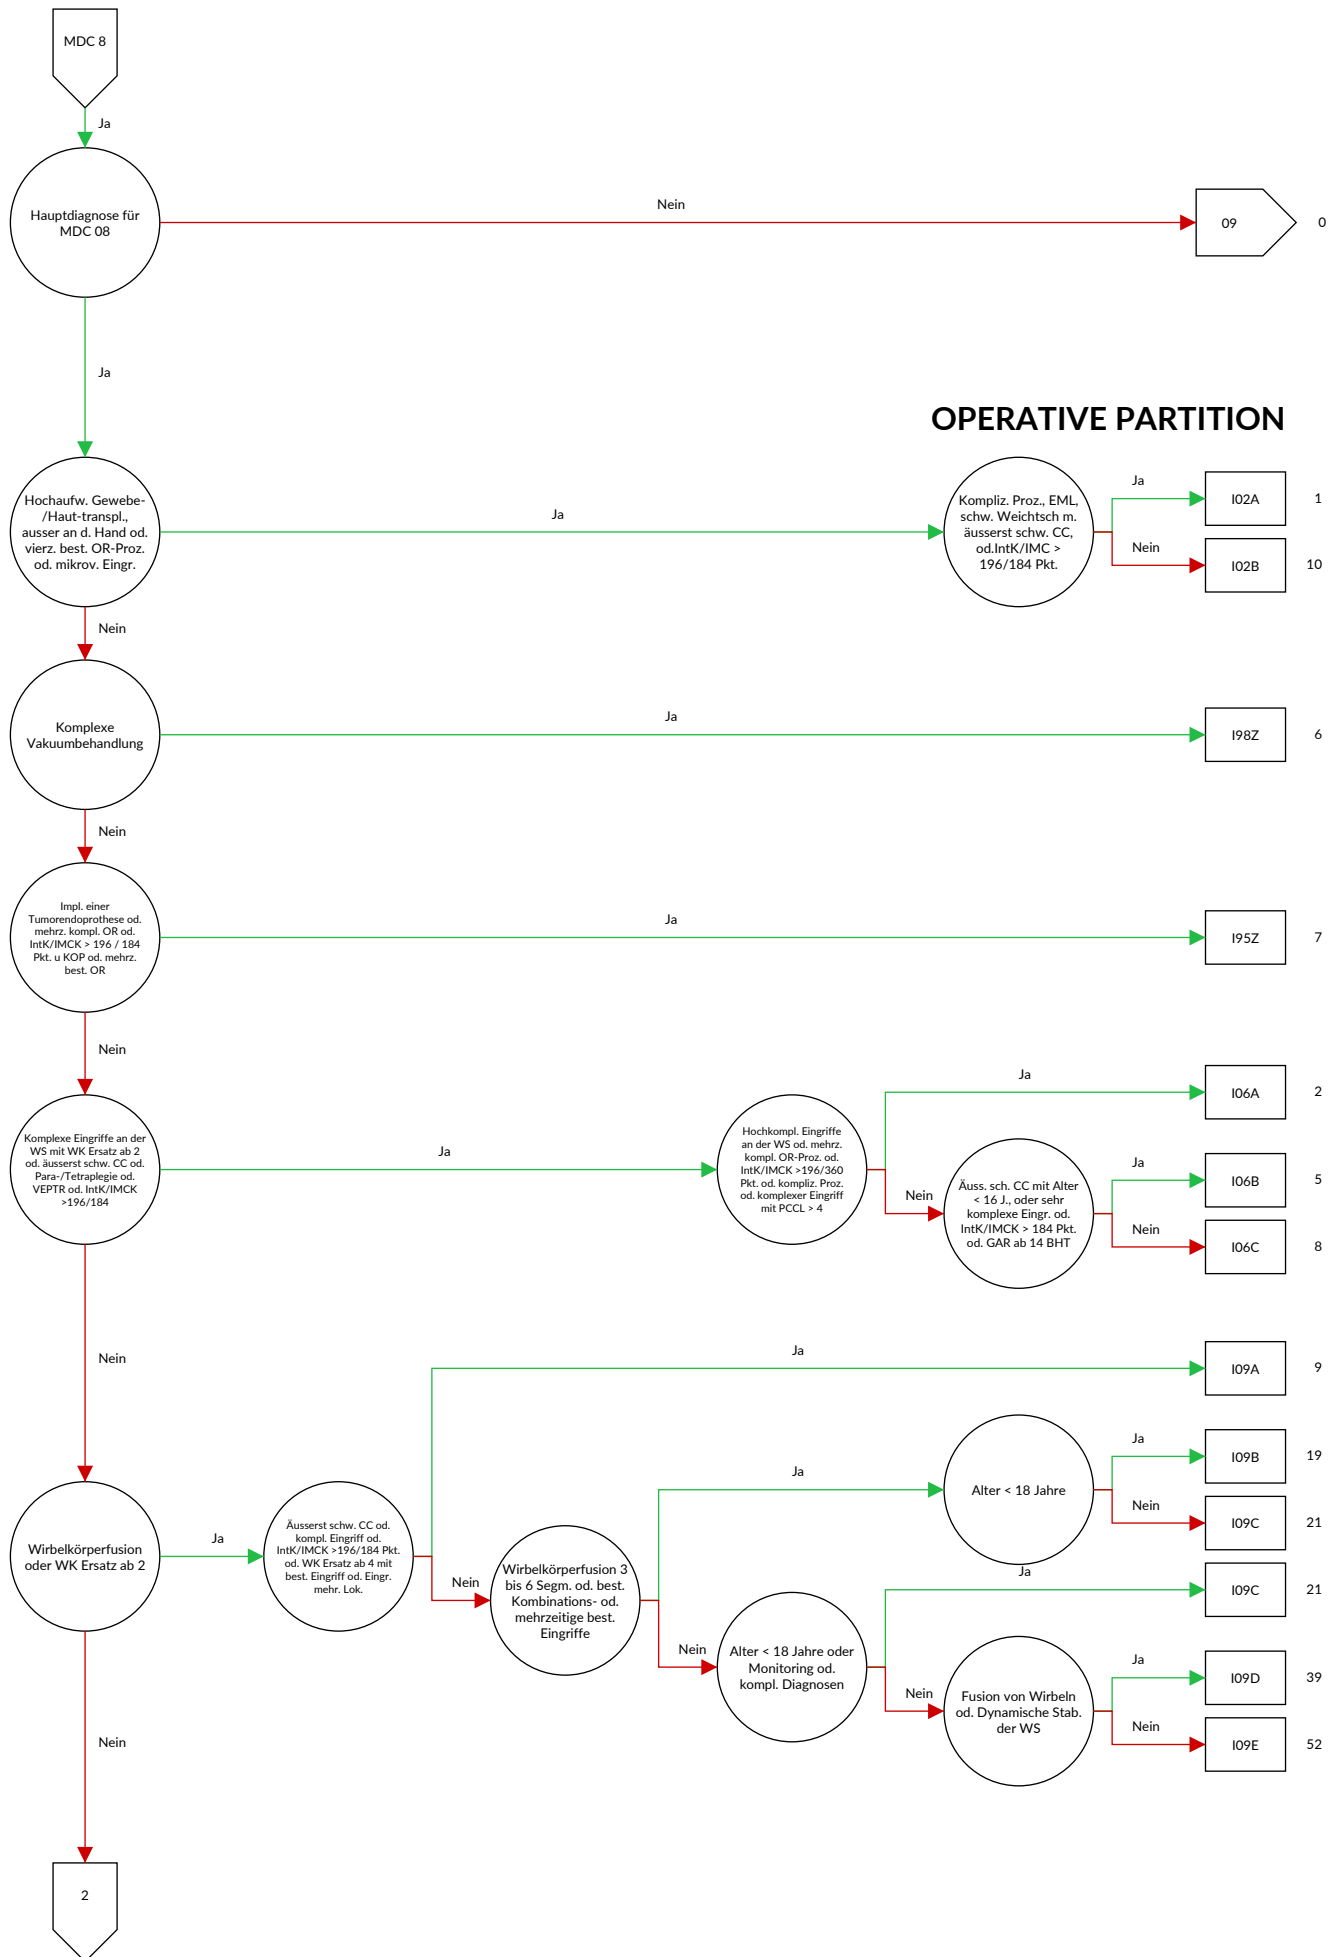 MDC 8
Ja
Hauptdiagnose für
MDC 08
Nein
09
0
Ja
OPERATIVE PARTITION
Hochaufw. Gewebe-
/Haut-transpl.,
ausser an d. Hand od.
vierz. best. OR-Proz.
od. mikrov. Eingr.
Ja
Kompliz. Proz., EML,
schw. Weichtsch m.
äusserst schw. CC,
od.IntK/IMC >
196/184 Pkt.
Ja
I02A
1
Nein
I02B
10
Nein
Komplexe
Vakuumbehandlung
Ja
I98Z
6
Nein
Impl. einer
Tumorendoprothese od.
mehrz. kompl. OR od.
IntK/IMCK > 196 / 184
Pkt. u KOP od. mehrz.
best. OR
Ja
I95Z
7
Nein
Komplexe Eingriffe an der
WS mit WK Ersatz ab 2
od. äusserst schw. CC od.
Para-/Tetraplegie od.
VEPTR od. IntK/IMCK
>196/184
Ja
Hochkompl. Eingriffe
an der WS od. mehrz.
kompl. OR-Proz. od.
IntK/IMCK >196/360
Pkt. od. kompliz. Proz.
od. komplexer Eingriff
mit PCCL > 4
Ja
I06A
2
Nein
Äuss. sch. CC mit Alter
< 16 J., oder sehr
komplexe Eingr. od.
IntK/IMCK > 184 Pkt.
od. GAR ab 14 BHT
Ja
I06B
5
Nein
I06C
8
Nein
Wirbelkörperfusion
oder WK Ersatz ab 2
Ja
Äusserst schw. CC od.
kompl. Eingriff od.
IntK/IMCK >196/184 Pkt.
od. WK Ersatz ab 4 mit
best. Eingriff od. Eingr.
mehr. Lok.
Ja
I09A
9
Nein
Wirbelkörperfusion 3
bis 6 Segm. od. best.
Kombinations- od.
mehrzeitige best.
Eingriffe
Ja
Alter < 18 Jahre
Ja
I09B
19
Nein
I09C
21
Nein
Alter < 18 Jahre oder
Monitoring od.
kompl. Diagnosen
Ja
I09C
21
Nein
Fusion von Wirbeln
od. Dynamische Stab.
der WS
Ja
I09D
39
Nein
I09E
52
Nein
2